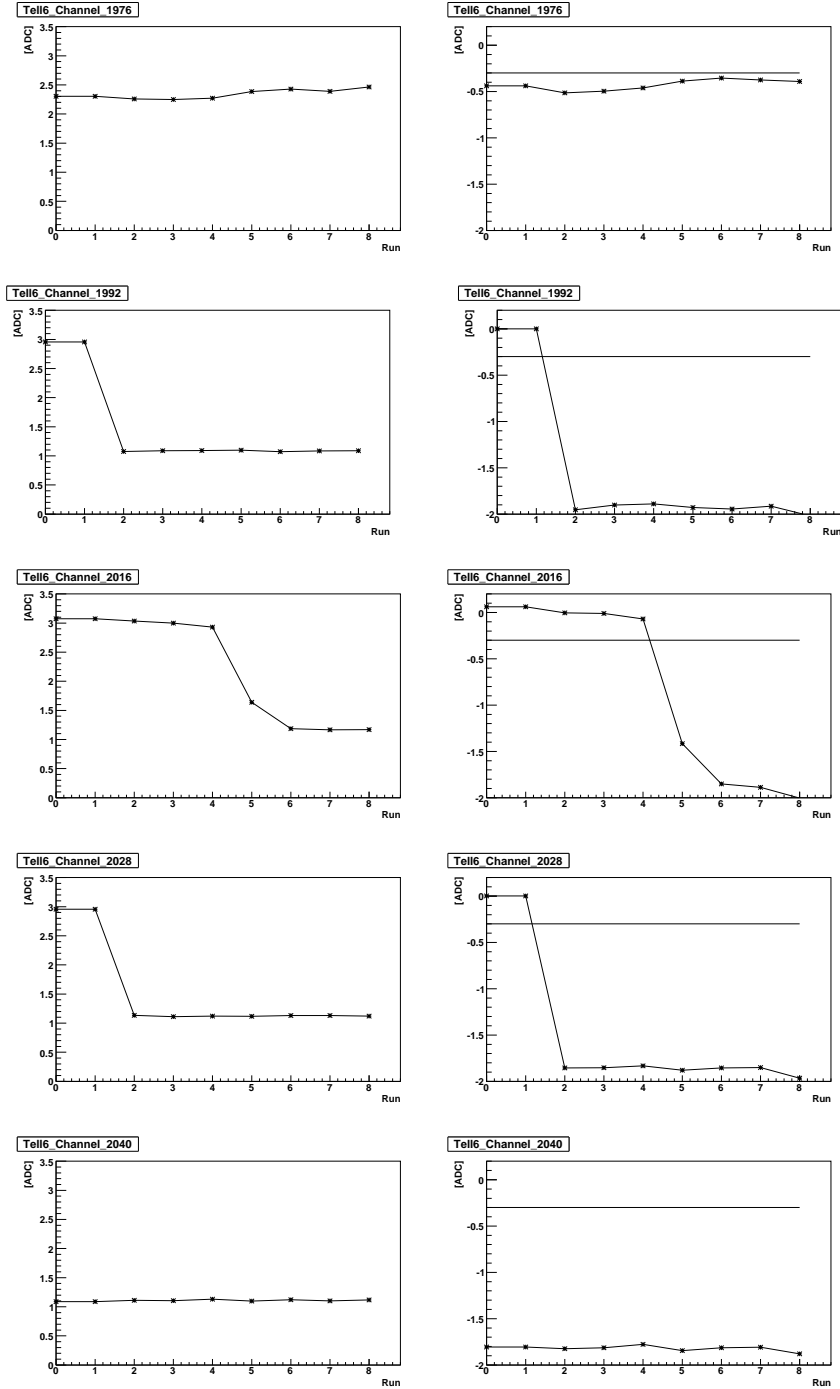 Tell6_Channel_1976
[ADC]
3.5
3
2.5
2
1.5
1
0.5
0
0 1 2 3 4 5 6 7 8
Run
Tell6_Channel_1976
[ADC]
0
-0.5
-1
-1.5
-2
0 1 2 3 4 5 6 7 8
Run
Tell6_Channel_1992
[ADC]
3.5
3
2.5
2
1.5
1
0.5
0
0 1 2 3 4 5 6 7 8
Run
Tell6_Channel_1992
[ADC]
0
-0.5
-1
-1.5
-2
0 1 2 3 4 5 6 7 8
Run
Tell6_Channel_2016
[ADC]
3.5
3
2.5
2
1.5
1
0.5
0
0 1 2 3 4 5 6 7 8
Run
Tell6_Channel_2016
[ADC]
0
-0.5
-1
-1.5
-2
0 1 2 3 4 5 6 7 8
Run
Tell6_Channel_2028
[ADC]
3.5
3
2.5
2
1.5
1
0.5
0
0 1 2 3 4 5 6 7 8
Run
Tell6_Channel_2028
[ADC]
0
-0.5
-1
-1.5
-2
0 1 2 3 4 5 6 7 8
Run
Tell6_Channel_2040
[ADC]
3.5
3
2.5
2
1.5
1
0.5
0
0 1 2 3 4 5 6 7 8
Run
Tell6_Channel_2040
[ADC]
0
-0.5
-1
-1.5
-2
0 1 2 3 4 5 6 7 8
Run